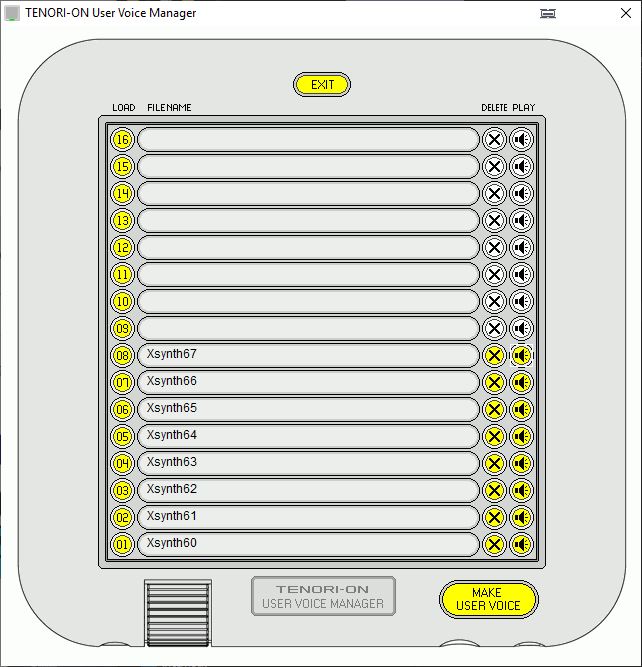 TENORI-ON User Voice Manager
EXIT
LOAD FILENAME DELETE PLAY
16
15
14
13
12
11
10
09
08 Xsynth67
07 Xsynth66
06 Xsynth65
05 Xsynth64
04 Xsynth63
03 Xsynth62
02 Xsynth61
01 Xsynth60
TENORI-ON
USER VOICE MANAGER
MAKE
USER VOICE